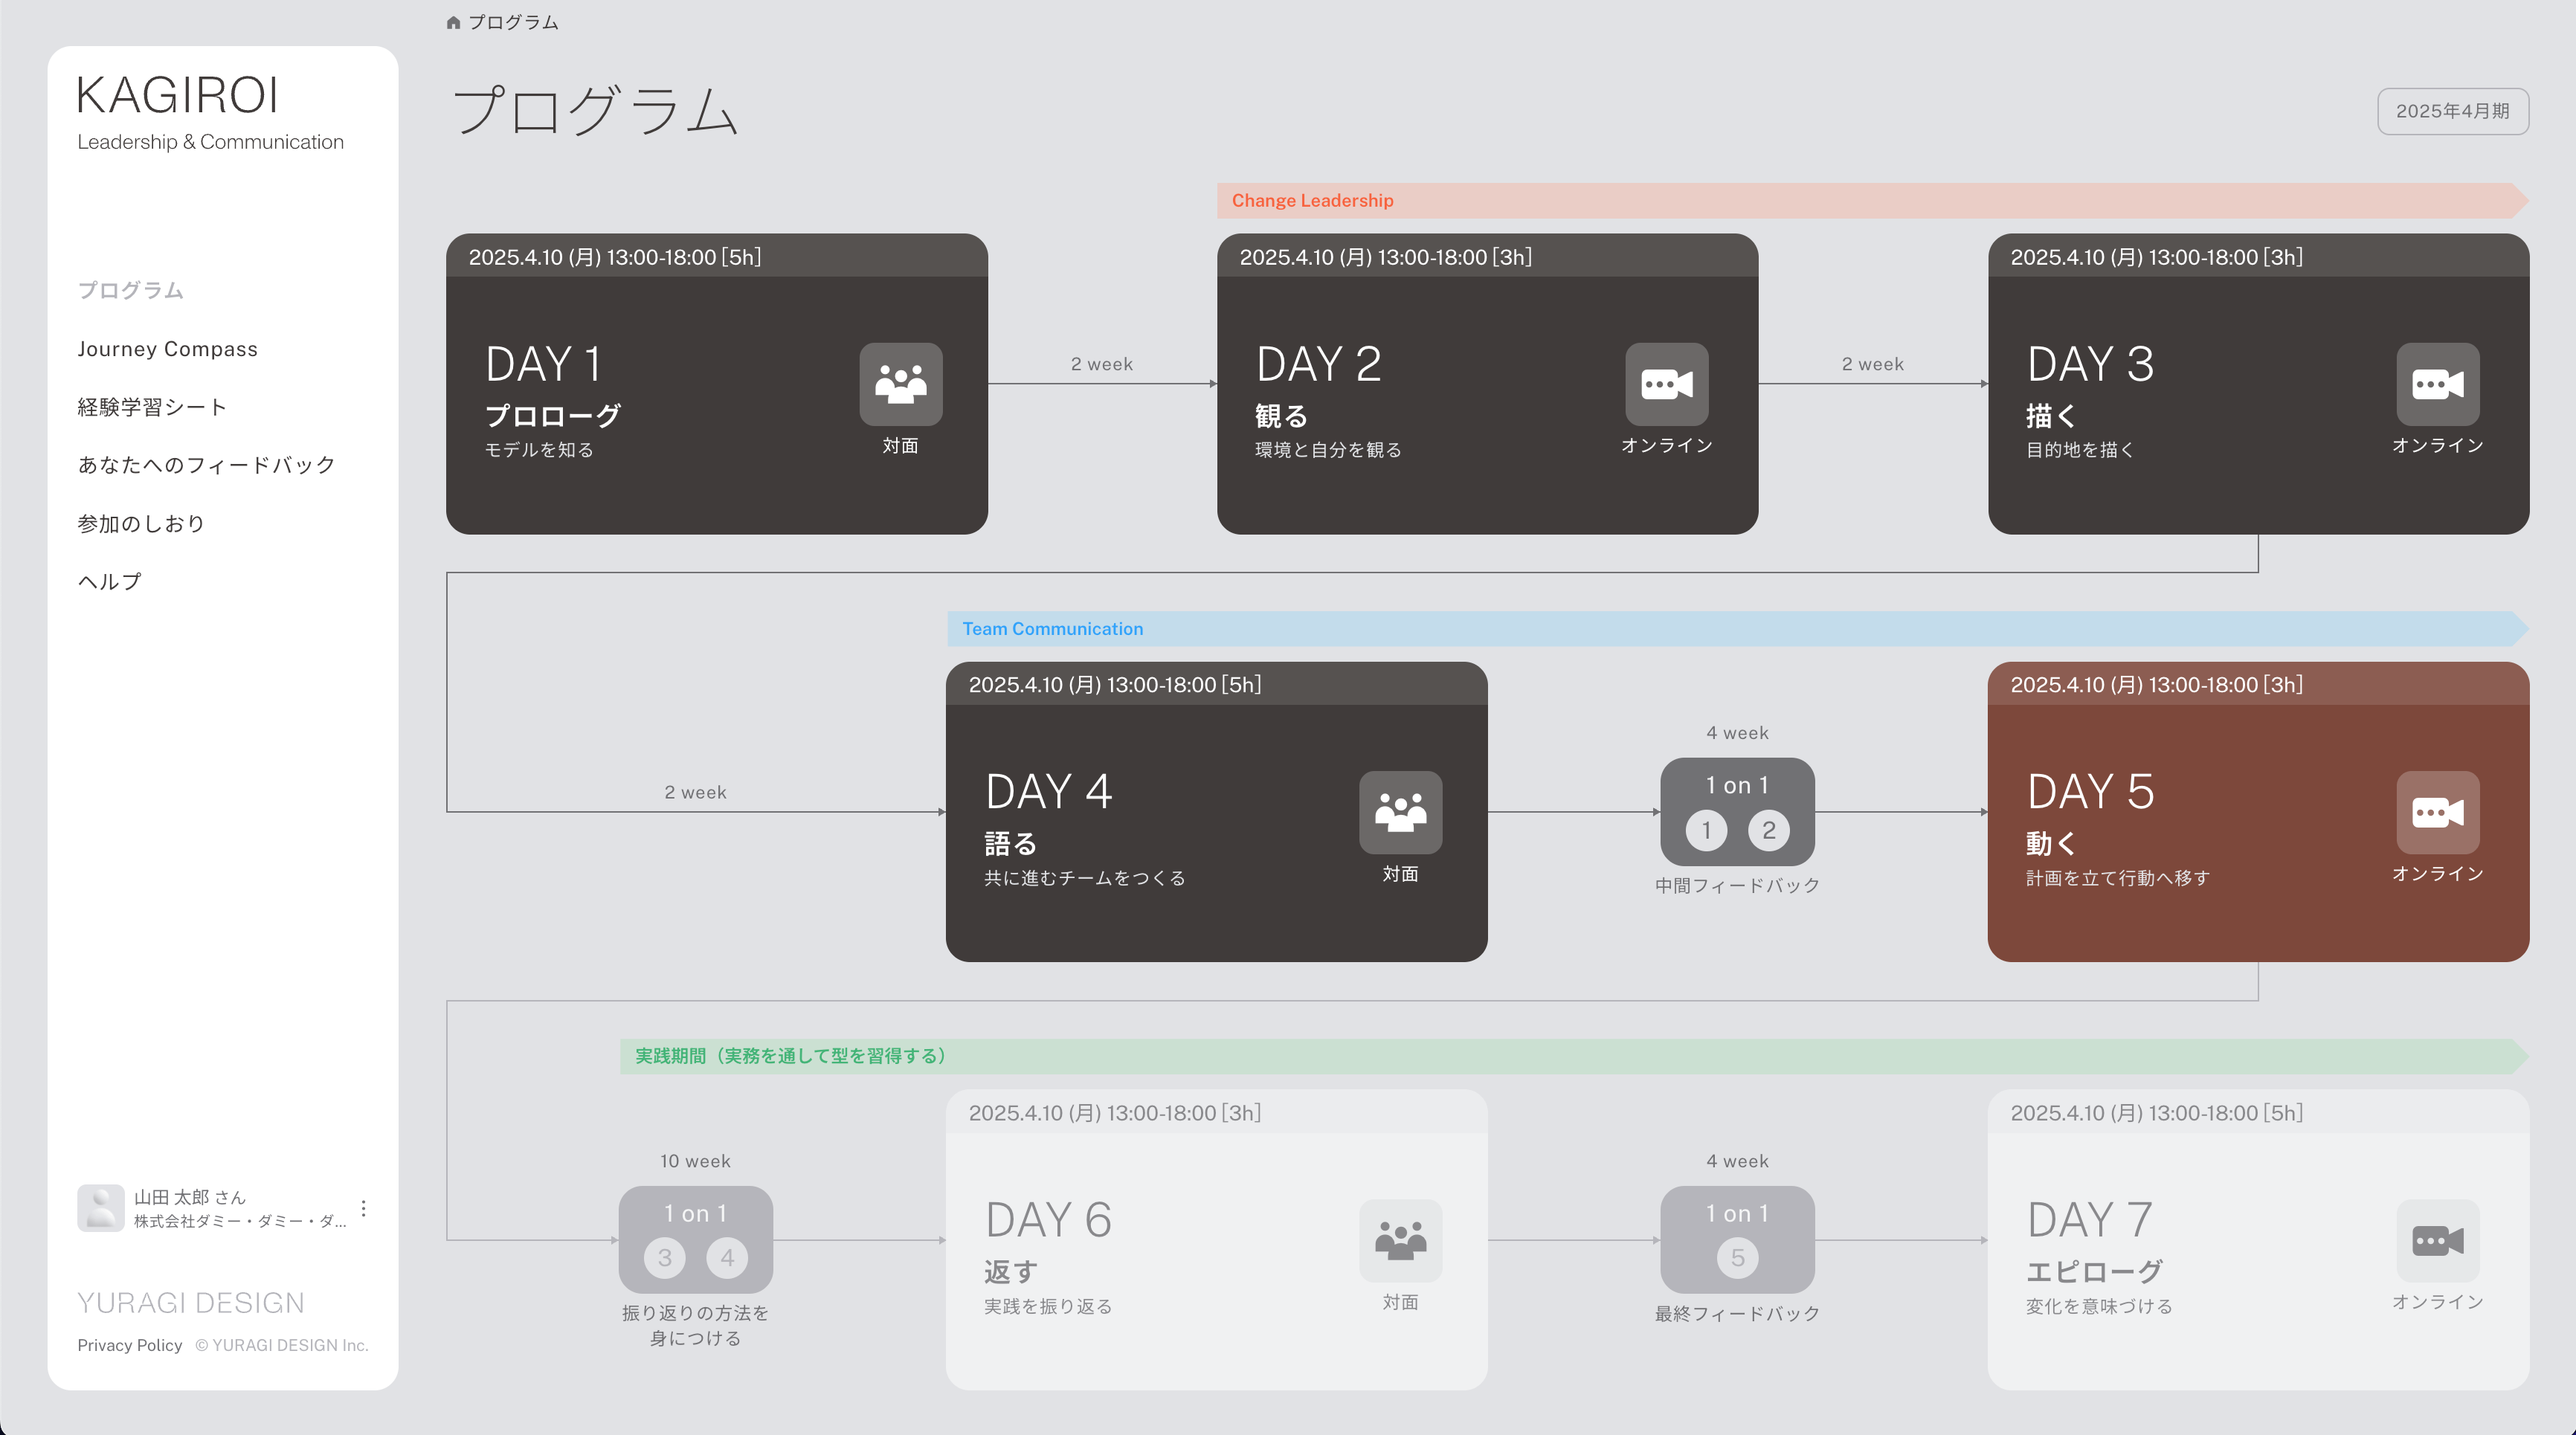 プログラム
KAGIROI
Leadership & Communication
プログラム
Journey Compass
経験学習シート
あなたへのフィードバック
参加のしおり
ヘルプ
山田 太郎 さん
株式会社ダミー・ダミー・ダ...
YURAGI DESIGN
Privacy Policy © YURAGI DESIGN Inc.
プログラム
2025年4月期
Change Leadership
2025.4.10 (月) 13:00-18:00 [5h]
DAY 1
プロローグ
モデルを知る
対面
2 week
2025.4.10 (月) 13:00-18:00 [3h]
DAY 2
観る
環境と自分を観る
オンライン
2 week
2025.4.10 (月) 13:00-18:00 [3h]
DAY 3
描く
目的地を描く
オンライン
Team Communication
2 week
2025.4.10 (月) 13:00-18:00 [5h]
DAY 4
語る
共に進むチームをつくる
対面
4 week
1 on 1
1 2
中間フィードバック
2025.4.10 (月) 13:00-18:00 [3h]
DAY 5
動く
計画を立て行動へ移す
オンライン
実践期間（実務を通して型を習得する）
10 week
1 on 1
3 4
振り返りの方法を
身につける
2025.4.10 (月) 13:00-18:00 [3h]
DAY 6
返す
実践を振り返る
対面
4 week
1 on 1
5
最終フィードバック
2025.4.10 (月) 13:00-18:00 [5h]
DAY 7
エピローグ
変化を意味づける
オンライン